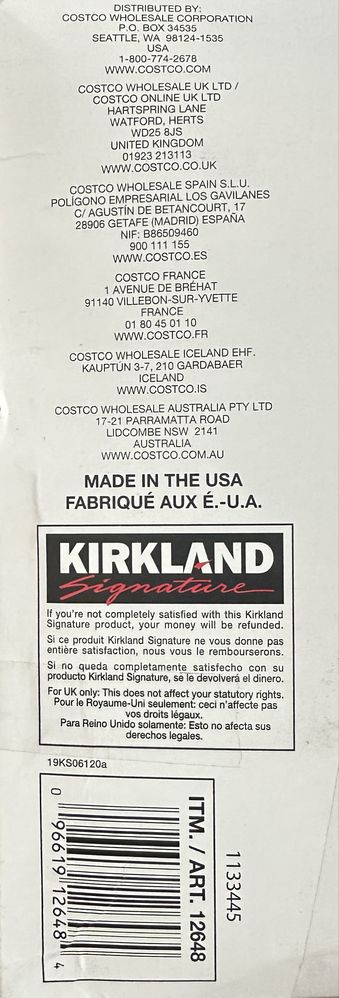 DISTRIBUTED BY:
COSTCO WHOLESALE CORPORATION
P.O. BOX 34535
SEATTLE, WA 98124-1535
USA
1-800-774-2678
WWW.COSTCO.COM
COSTCO WHOLESALE UK LTD /
COSTCO ONLINE UK LTD
HARTSPRING LANE
WATFORD, HERTS
WD25 8JS
UNITED KINGDOM
01923 213113
WWW.COSTCO.CO.UK
COSTCO WHOLESALE SPAIN S.L.U.
POLÍGONO EMPRESARIAL LOS GAVILANES
C/ AGUSTÍN DE BETANCOURT, 17
28906 GETAFE (MADRID) ESPAÑA
NIF: B86509460
900 111 155
WWW.COSTCO.ES
COSTCO FRANCE
1 AVENUE DE BRÉHAT
91140 VILLEBON-SUR-YVETTE
FRANCE
01 80 45 01 10
WWW.COSTCO.FR
COSTCO WHOLESALE ICELAND EHF.
KAUPTÚN 3-7, 210 GARDABAER
ICELAND
WWW.COSTCO.IS
COSTCO WHOLESALE AUSTRALIA PTY LTD
17-21 PARRAMATTA ROAD
LIDCOMBE NSW 2141
AUSTRALIA
WWW.COSTCO.COM.AU
MADE IN THE USA
FABRIQUÉ AUX É.-U.A.
KIRKLAND
Signature
If you're not completely satisfied with this Kirkland
Signature product, your money will be refunded.
Si ce produit Kirkland Signature ne vous donne pas
entière satisfaction, nous vous le rembourserons.
Si no queda completamente satisfecho con su
producto Kirkland Signature, se le devolverá el dinero.
For UK only: This does not affect your statutory rights.
Pour le Royaume-Uni seulement: ceci n'affecte pas
vos droits légaux.
Para Reino Unido solamente: Esto no afecta sus
derechos legales.
19KS06120a
1133445
ITM. / ART. 12648
0 96619 12648 4